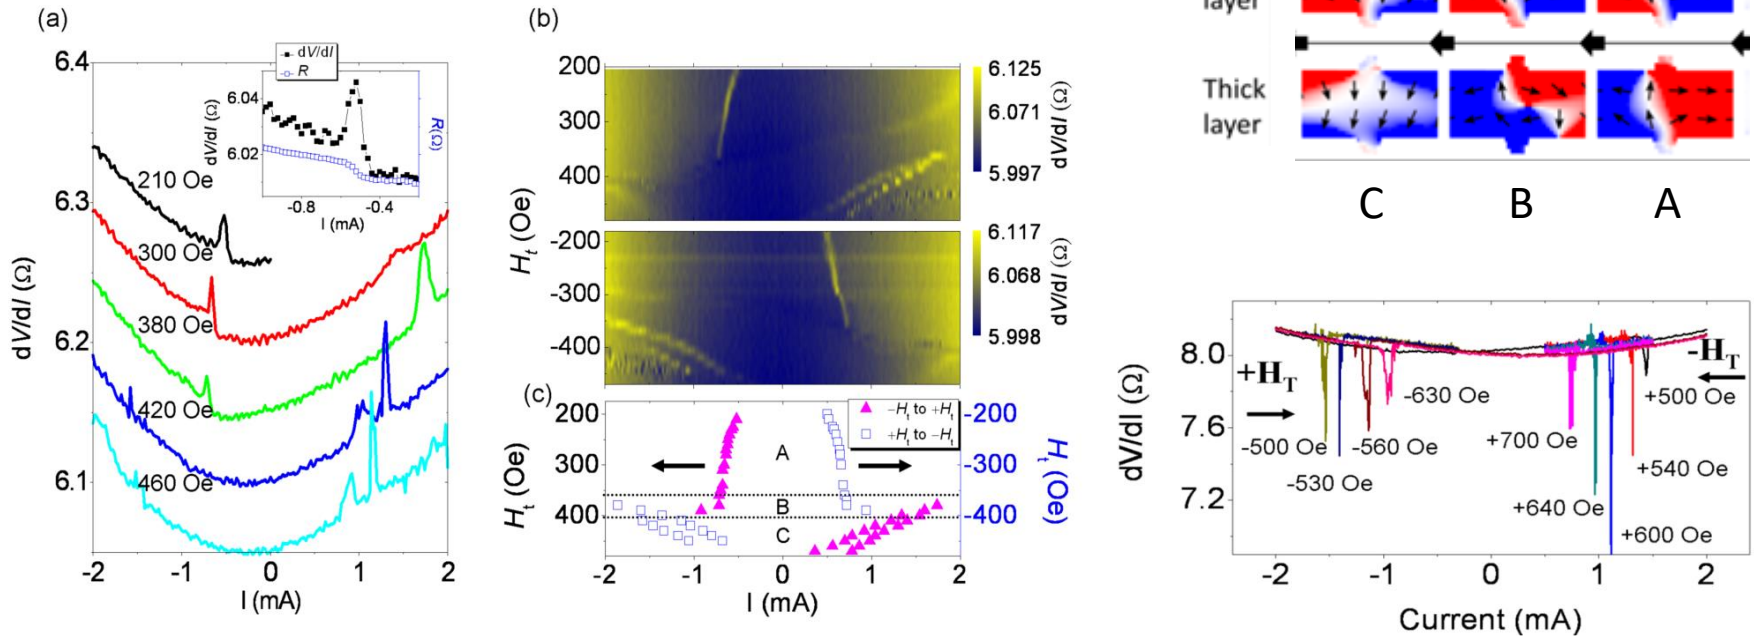 (a)
6.4
6.3
6.2
6.1
dV/dI (Ω)
dV/dI
R
6.04
6.02
dV/dI (Ω)
R(Ω)
-0.8
-0.4
I (mA)
210 Oe
300 Oe
380 Oe
420 Oe
460 Oe
-2
-1
0
1
2
I (mA)
(b)
200
300
400
-200
-300
-400
Hₜ (Oe)
6.125
6.071
5.997
dV/dI (Ω)
6.117
6.068
5.998
dV/dI (Ω)
(c)
200
300
400
Hₜ (Oe)
-Hₜ to +Hₜ
+Hₜ to -Hₜ
A
B
C
-200
-300
-400
Hₜ (Oe)
-2
-1
0
1
2
I (mA)
layer
Thick
layer
C
B
A
8.0
7.6
7.2
dV/dI (Ω)
+H_T
-H_T
-500 Oe
-530 Oe
-560 Oe
-630 Oe
+700 Oe
+640 Oe
+600 Oe
+540 Oe
+500 Oe
-2
-1
0
1
2
Current (mA)